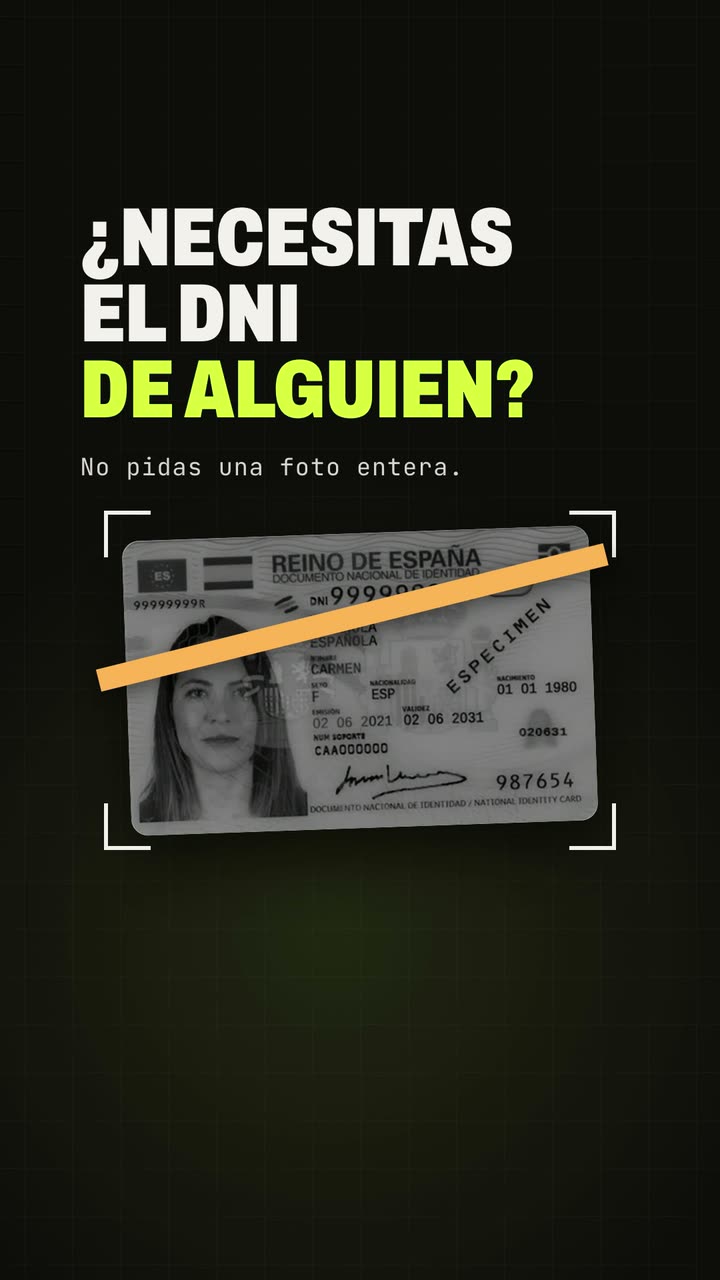 ¿NECESITAS
EL DNI
DE ALGUIEN?
No pidas una foto entera.
ES
REINO DE ESPAÑA
DOCUMENTO NACIONAL DE IDENTIDAD
99999999R
DNI
ESPAÑOLA
NOMBRE
CARMEN
SEXO
NACIONALIDAD
NACIMIENTO
F
ESP
01 01 1980
EMISIÓN
VALIDEZ
02 06 2021
02 06 2031
NUM SOPORTE
CAA000000
020631
ESPECIMEN
987654
DOCUMENTO NACIONAL DE IDENTIDAD / NATIONAL IDENTITY CARD